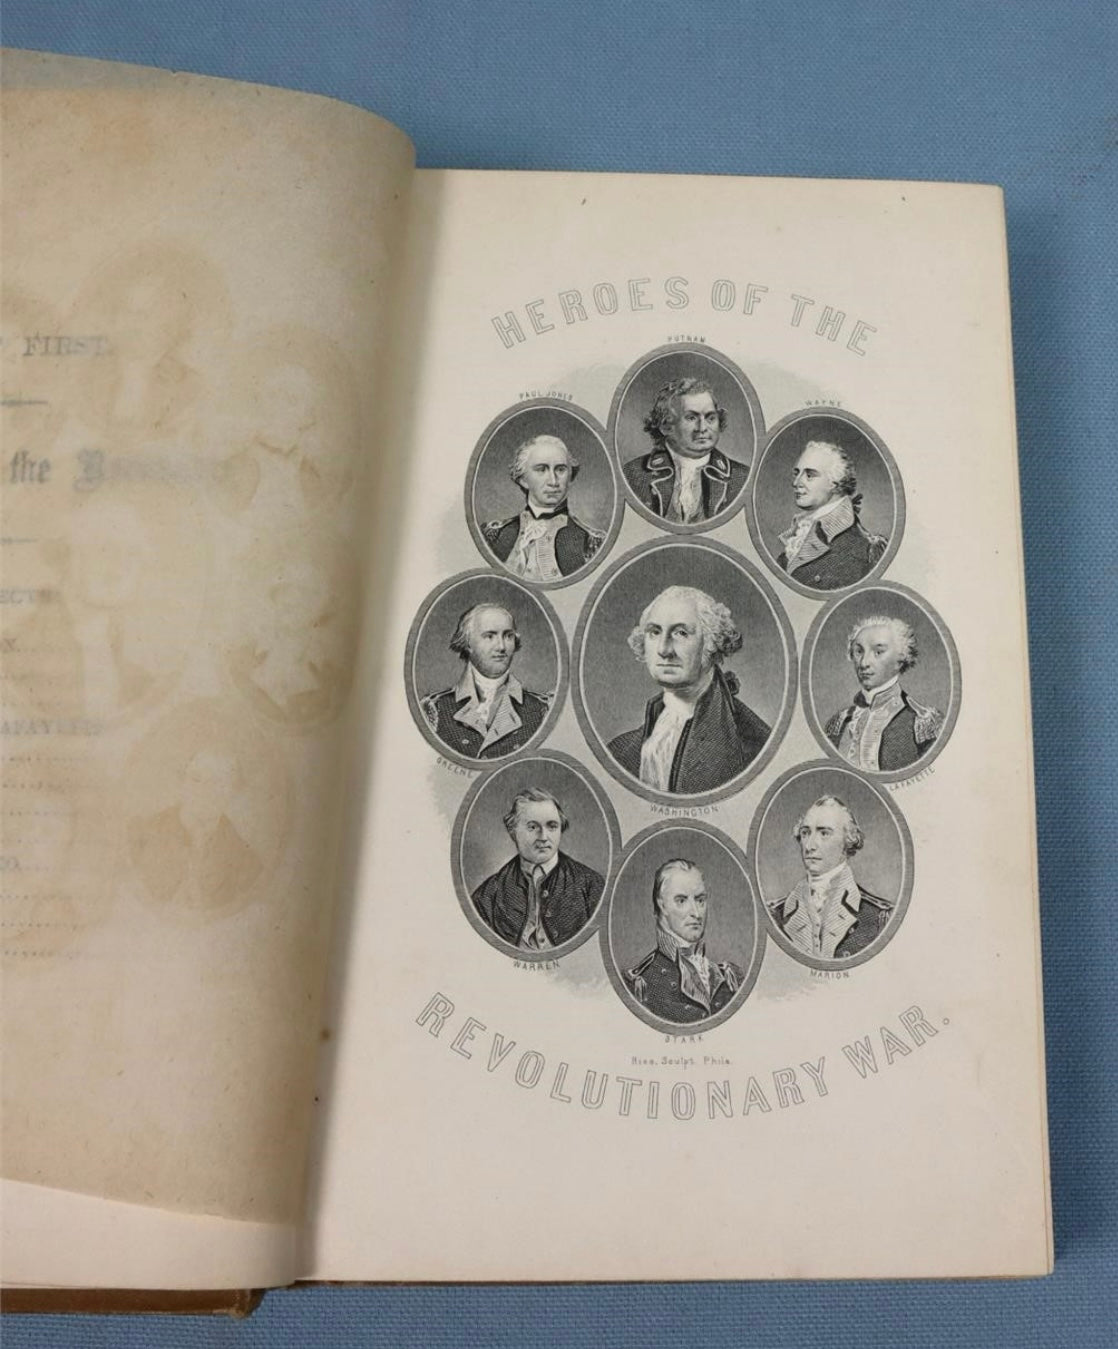 FIRST.
the
HEROES OF THE
PUTNAM
PAUL JONES
WAYNE
GREENE
WASHINGTON
LAFAYETTE
WARREN
MARION
STARK
Rice, Sculpt. Phila.
REVOLUTIONARY WAR.